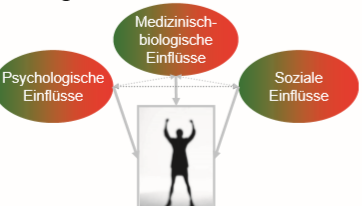 Medizinisch-
biologische
Einflüsse
Psychologische
Einflüsse
Soziale
Einflüsse